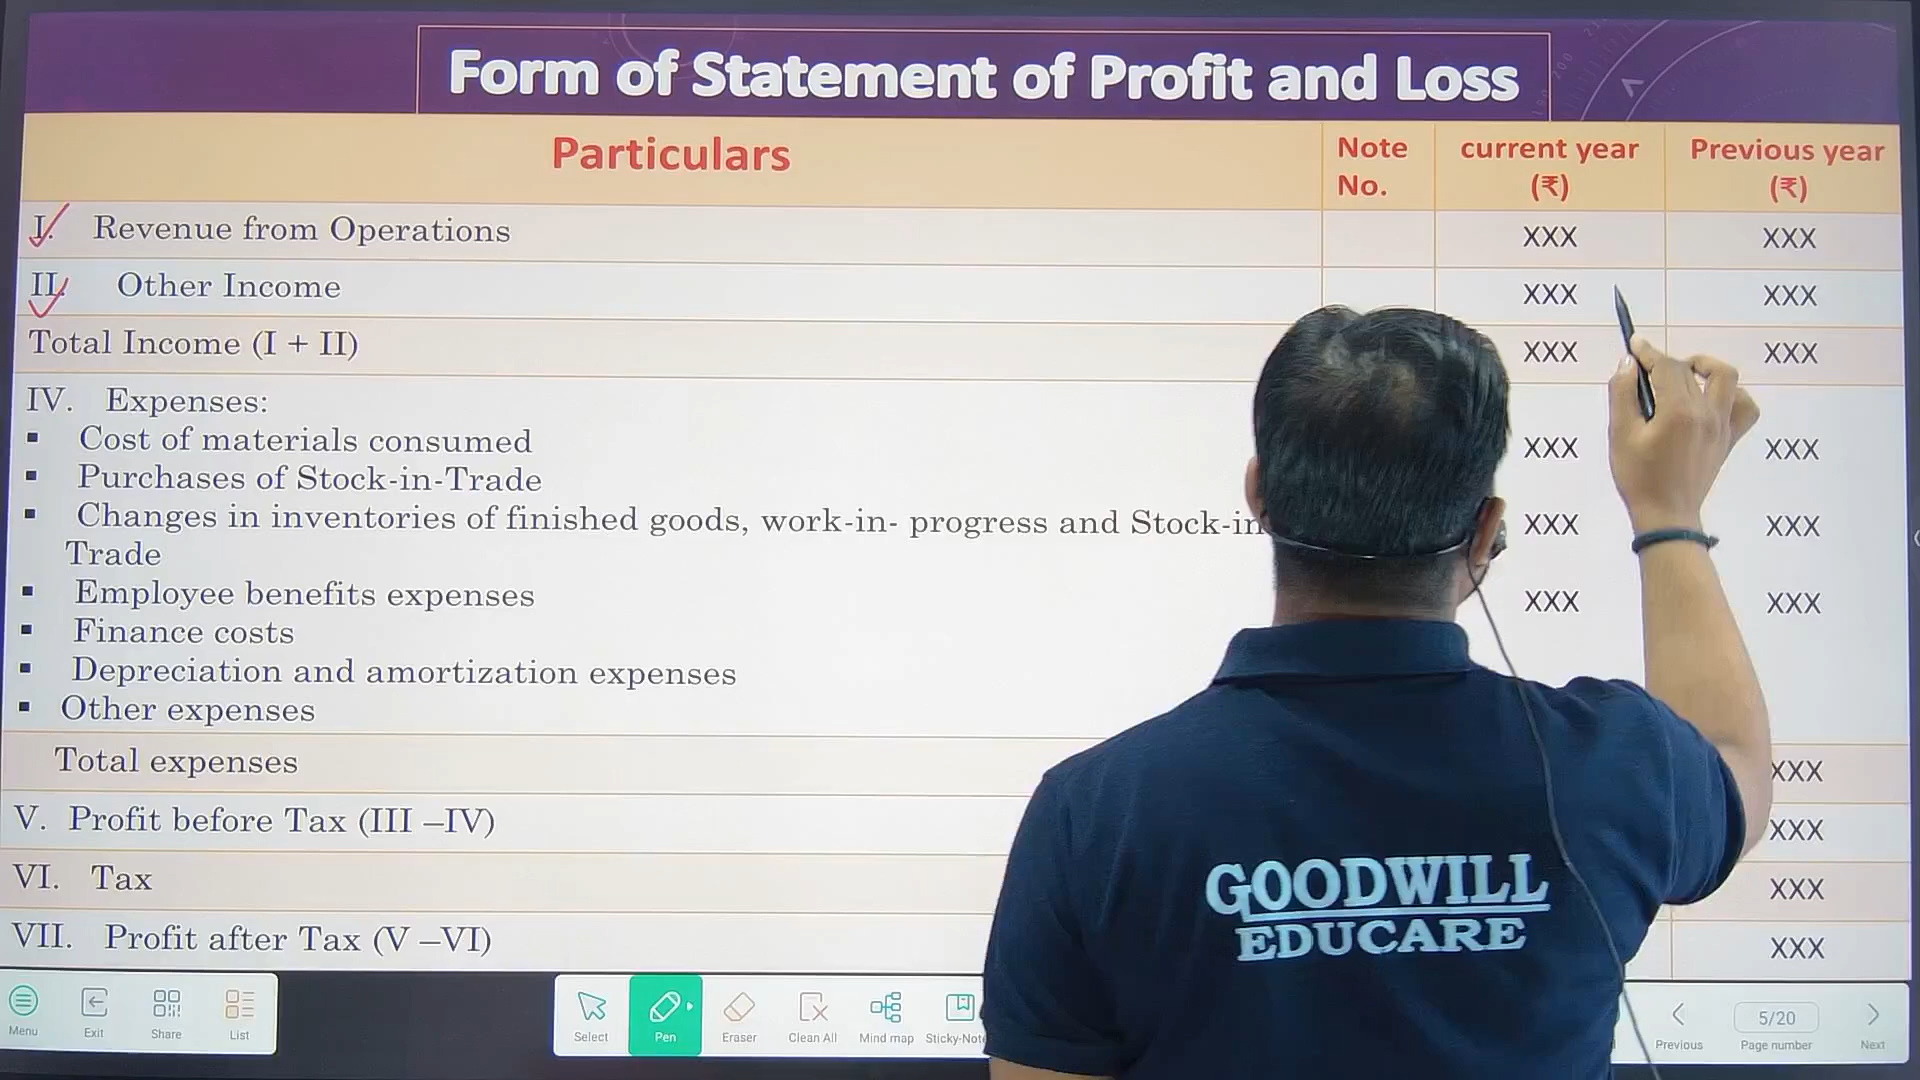 Form of Statement of Profit and Loss
Particulars
Note No.
current year (₹)
Previous year (₹)
I. Revenue from Operations XXX XXX
II. Other Income XXX XXX
Total Income (I + II) XXX XXX
IV. Expenses:
▪ Cost of materials consumed XXX XXX
▪ Purchases of Stock-in-Trade
▪ Changes in inventories of finished goods, work-in- progress and Stock-in XXX XXX
Trade
▪ Employee benefits expenses XXX XXX
▪ Finance costs
▪ Depreciation and amortization expenses
▪ Other expenses
Total expenses XXX
V. Profit before Tax (III –IV) XXX
VI. Tax XXX
VII. Profit after Tax (V –VI) XXX
GOODWILL
EDUCARE
Menu Exit Share List Select Pen Eraser Clean All Mind map Sticky-Note Previous 5/20 Page number Next